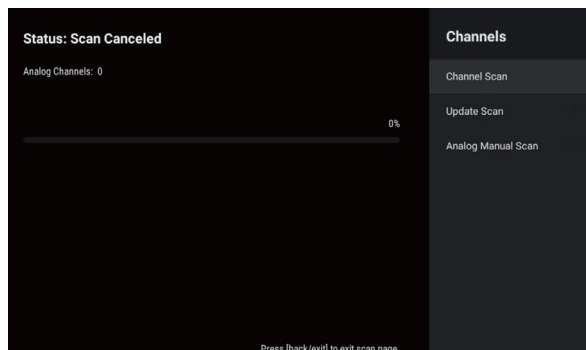 Status: Scan Canceled
Analog Channels: 0
0%
Press [back/exit] to exit scan page
Channels
Channel Scan
Update Scan
Analog Manual Scan